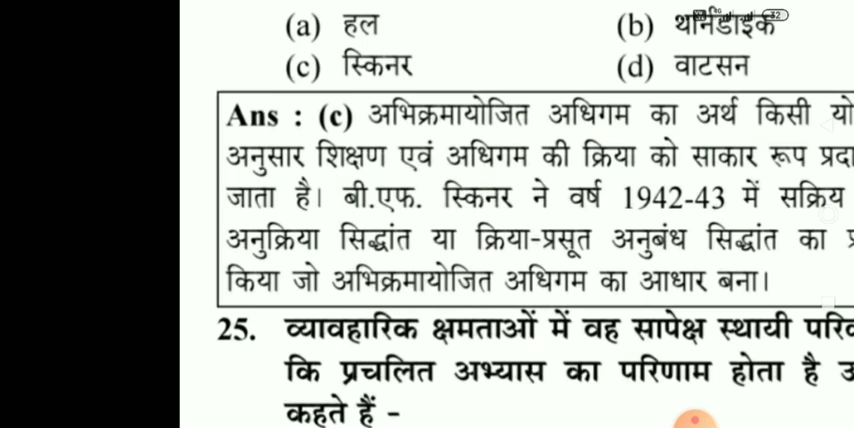 (a) हल (b) थार्नडाइक
(c) स्किनर (d) वाटसन
Ans : (c) अभिक्रमायोजित अधिगम का अर्थ किसी यो
अनुसार शिक्षण एवं अधिगम की क्रिया को साकार रूप प्रदा
जाता है। बी.एफ. स्किनर ने वर्ष 1942-43 में सक्रिय
अनुक्रिया सिद्धांत या क्रिया-प्रसूत अनुबंध सिद्धांत का
किया जो अभिक्रमायोजित अधिगम का आधार बना।
25. व्यावहारिक क्षमताओं में वह सापेक्ष स्थायी परिव
कि प्रचलित अभ्यास का परिणाम होता है उ
कहते हैं -